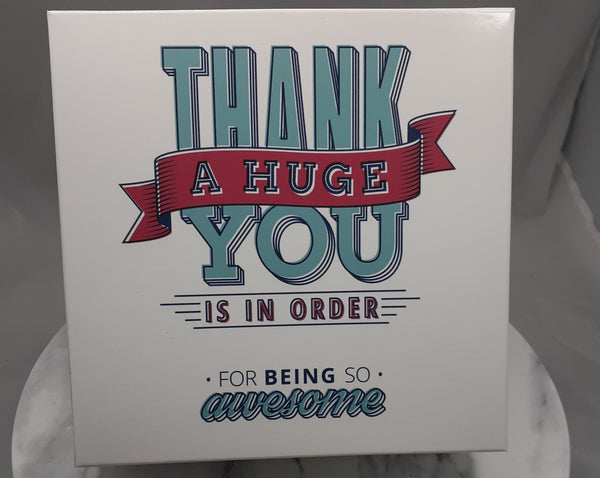 THANK
A HUGE
YOU
IS IN ORDER
• FOR BEING SO •
awesome